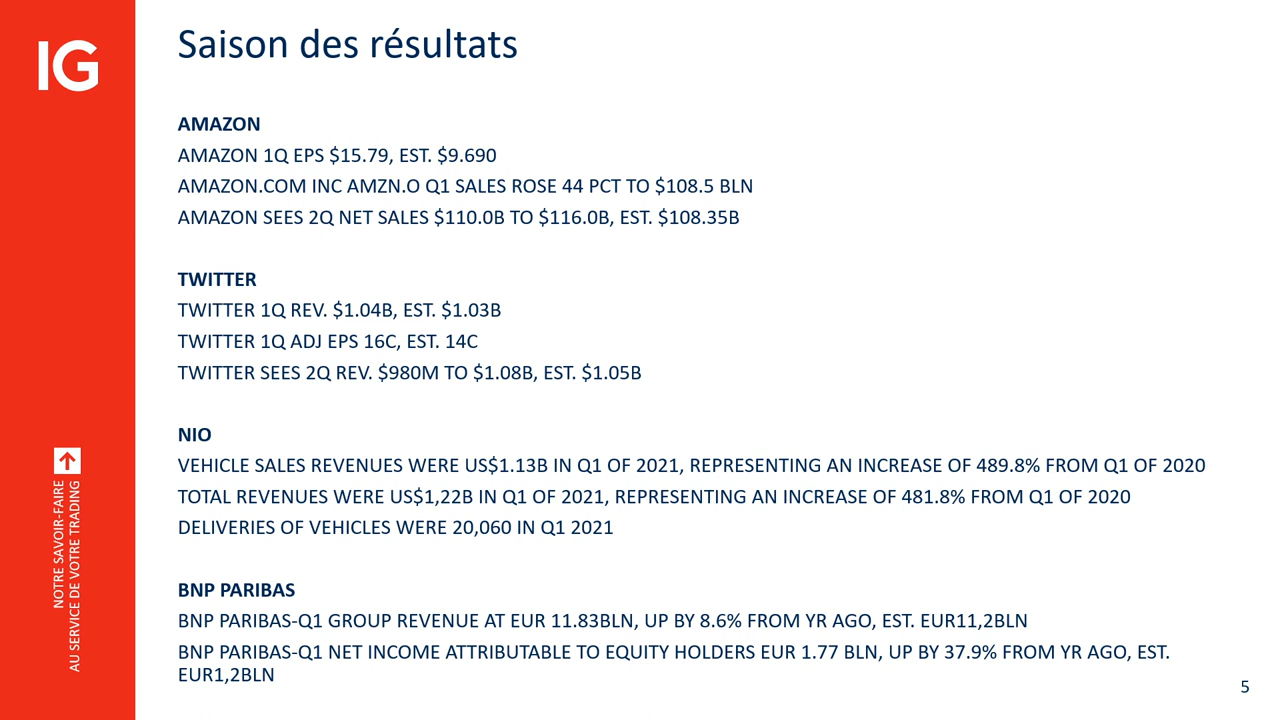 IG
Saison des résultats
AMAZON
AMAZON 1Q EPS $15.79, EST. $9.690
AMAZON.COM INC AMZN.O Q1 SALES ROSE 44 PCT TO $108.5 BLN
AMAZON SEES 2Q NET SALES $110.0B TO $116.0B, EST. $108.35B
TWITTER
TWITTER 1Q REV. $1.04B, EST. $1.03B
TWITTER 1Q ADJ EPS 16C, EST. 14C
TWITTER SEES 2Q REV. $980M TO $1.08B, EST. $1.05B
NIO
VEHICLE SALES REVENUES WERE US$1.13B IN Q1 OF 2021, REPRESENTING AN INCREASE OF 489.8% FROM Q1 OF 2020
TOTAL REVENUES WERE US$1,22B IN Q1 OF 2021, REPRESENTING AN INCREASE OF 481.8% FROM Q1 OF 2020
DELIVERIES OF VEHICLES WERE 20,060 IN Q1 2021
BNP PARIBAS
BNP PARIBAS-Q1 GROUP REVENUE AT EUR 11.83BLN, UP BY 8.6% FROM YR AGO, EST. EUR11,2BLN
BNP PARIBAS-Q1 NET INCOME ATTRIBUTABLE TO EQUITY HOLDERS EUR 1.77 BLN, UP BY 37.9% FROM YR AGO, EST.
EUR1,2BLN
NOTRE SAVOIR-FAIRE
AU SERVICE DE VOTRE TRADING
5